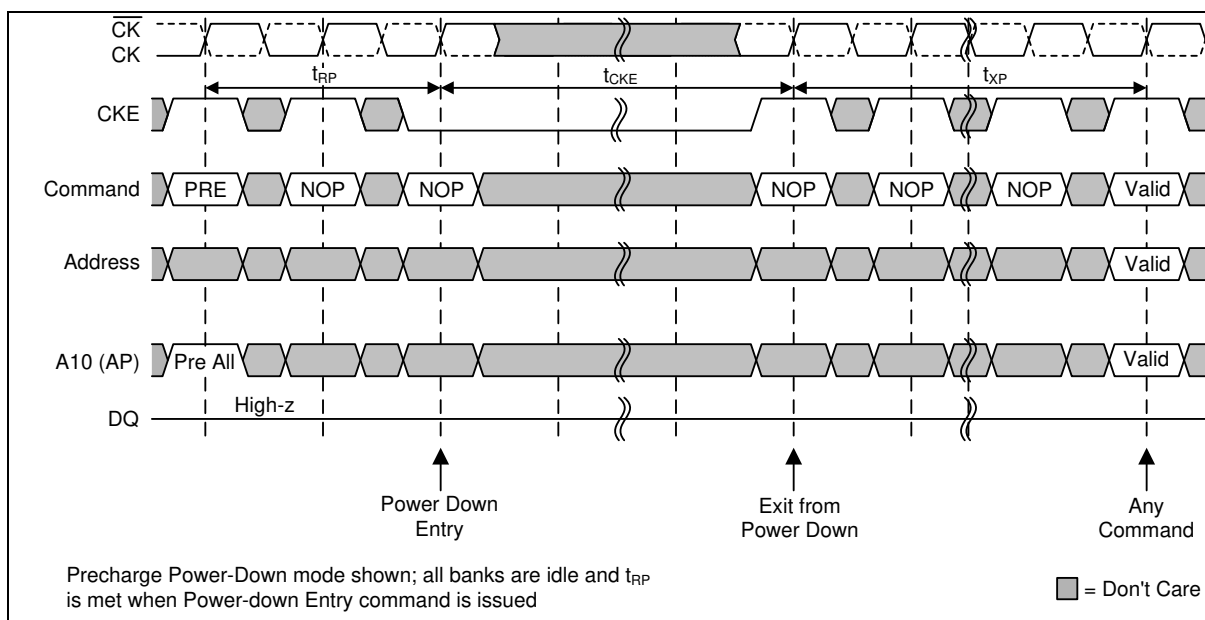 CK
CK
tRP
tCKE
tXP
CKE
Command
PRE
NOP
NOP
NOP
NOP
NOP
Valid
Address
Valid
A10 (AP)
Pre All
Valid
High-z
DQ
Power Down
Entry
Exit from
Power Down
Any
Command
Precharge Power-Down mode shown; all banks are idle and tRP
is met when Power-down Entry command is issued
= Don't Care